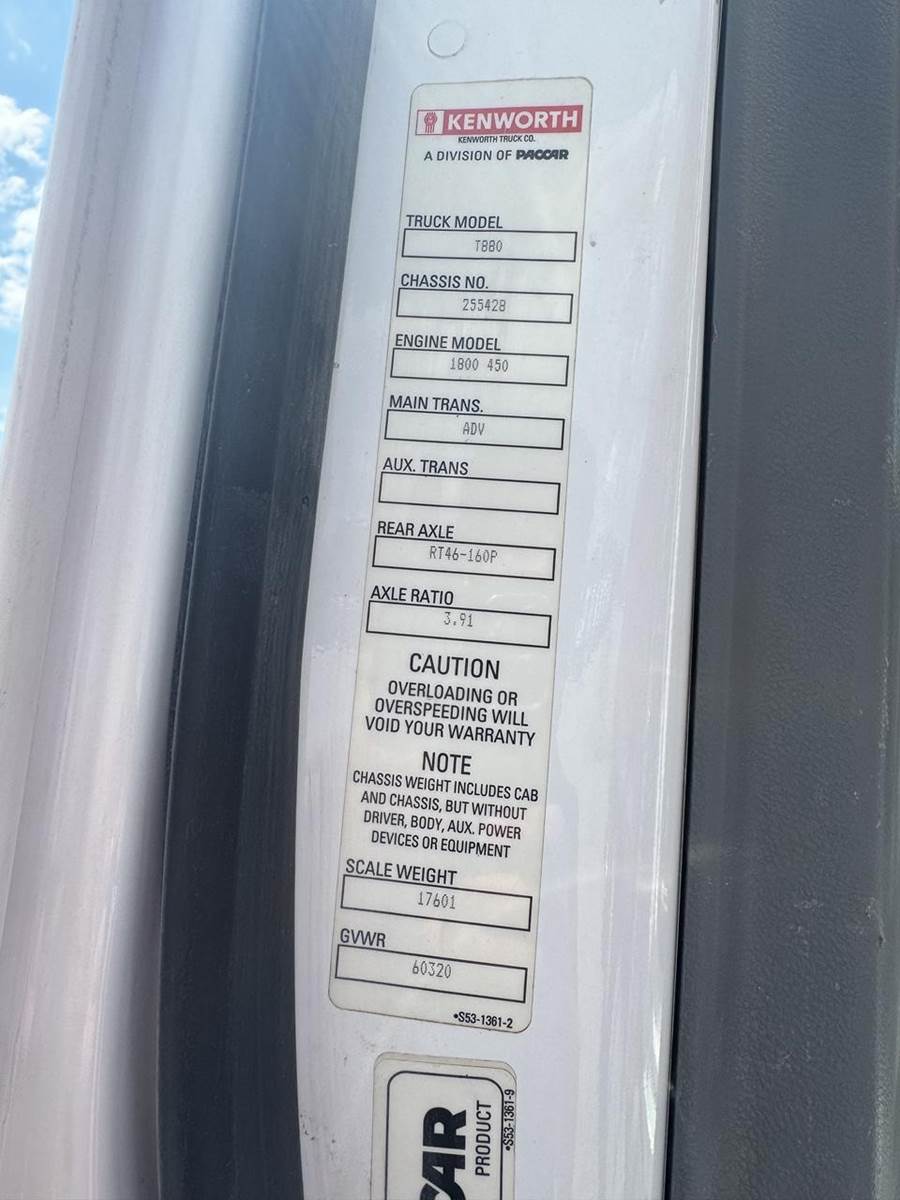 KENWORTH
KENWORTH TRUCK CO.
A DIVISION OF PACCAR
TRUCK MODEL
T880
CHASSIS NO.
255428
ENGINE MODEL
1800 450
MAIN TRANS.
ADV
AUX. TRANS
REAR AXLE
RT46-160P
AXLE RATIO
3.91
CAUTION
OVERLOADING OR
OVERSPEEDING WILL
VOID YOUR WARRANTY
NOTE
CHASSIS WEIGHT INCLUDES CAB
AND CHASSIS, BUT WITHOUT
DRIVER, BODY, AUX. POWER
DEVICES OR EQUIPMENT
SCALE WEIGHT
17601
GVWR
60320
•S53-1361-2
CAR
PRODUCT
•S53-1361-9